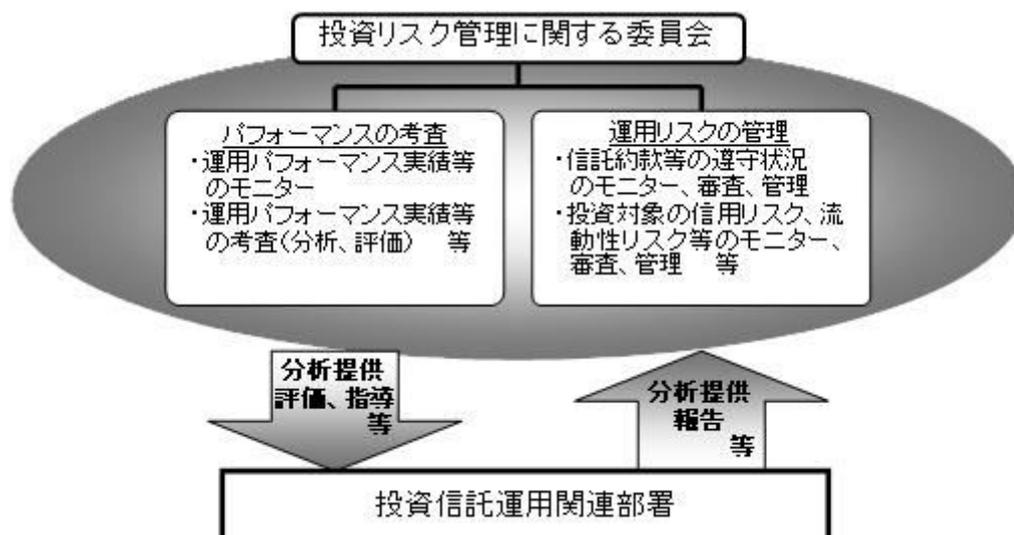 投資リスク管理に関する委員会
パフォーマンスの考査
・運用パフォーマンス実績等
のモニター
・運用パフォーマンス実績等
の考査(分析、評価) 等
運用リスクの管理
・信託約款等の遵守状況
のモニター、審査、管理
・投資対象の信用リスク、流
動性リスク等のモニター、
審査、管理 等
分析提供
評価、指導
等
分析提供
報告
等
投資信託運用関連部署